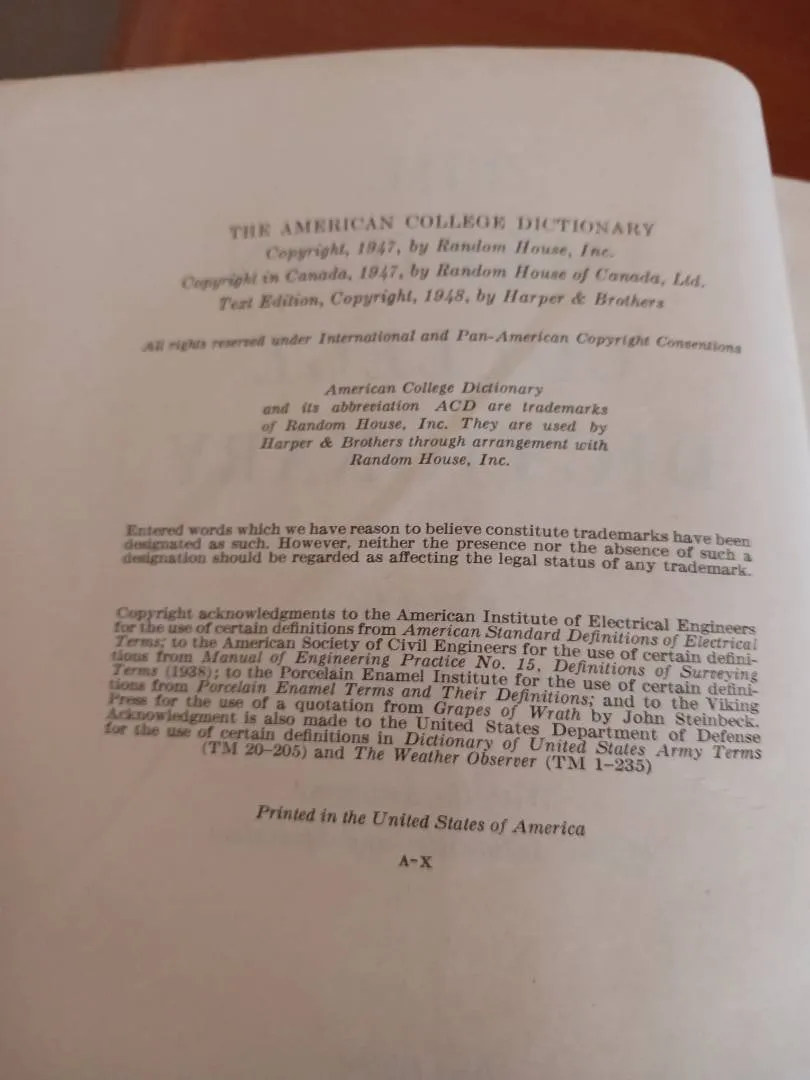 THE AMERICAN COLLEGE DICTIONARY
Copyright, 1947, by Random House, Inc.
Copyright in Canada, 1947, by Random House of Canada, Ltd.
Text Edition, Copyright, 1948, by Harper & Brothers
All rights reserved under International and Pan-American Copyright Conventions
American College Dictionary
and its abbreviation ACD are trademarks
of Random House, Inc. They are used by
Harper & Brothers through arrangement with
Random House, Inc.
Entered words which we have reason to believe constitute trademarks have been
designated as such. However, neither the presence nor the absence of such a
designation should be regarded as affecting the legal status of any trademark.
Copyright acknowledgments to the American Institute of Electrical Engineers
for the use of certain definitions from American Standard Definitions of Electrical
Terms; to the American Society of Civil Engineers for the use of certain defini-
tions from Manual of Engineering Practice No. 15, Definitions of Surveying
Terms (1938); to the Porcelain Enamel Institute for the use of certain defini-
tions from Porcelain Enamel Terms and Their Definitions; and to the Viking
Press for the use of a quotation from Grapes of Wrath by John Steinbeck.
Acknowledgment is also made to the United States Department of Defense
for the use of certain definitions in Dictionary of United States Army Terms
(TM 20–205) and The Weather Observer (TM 1–235)
Printed in the United States of America
A-X